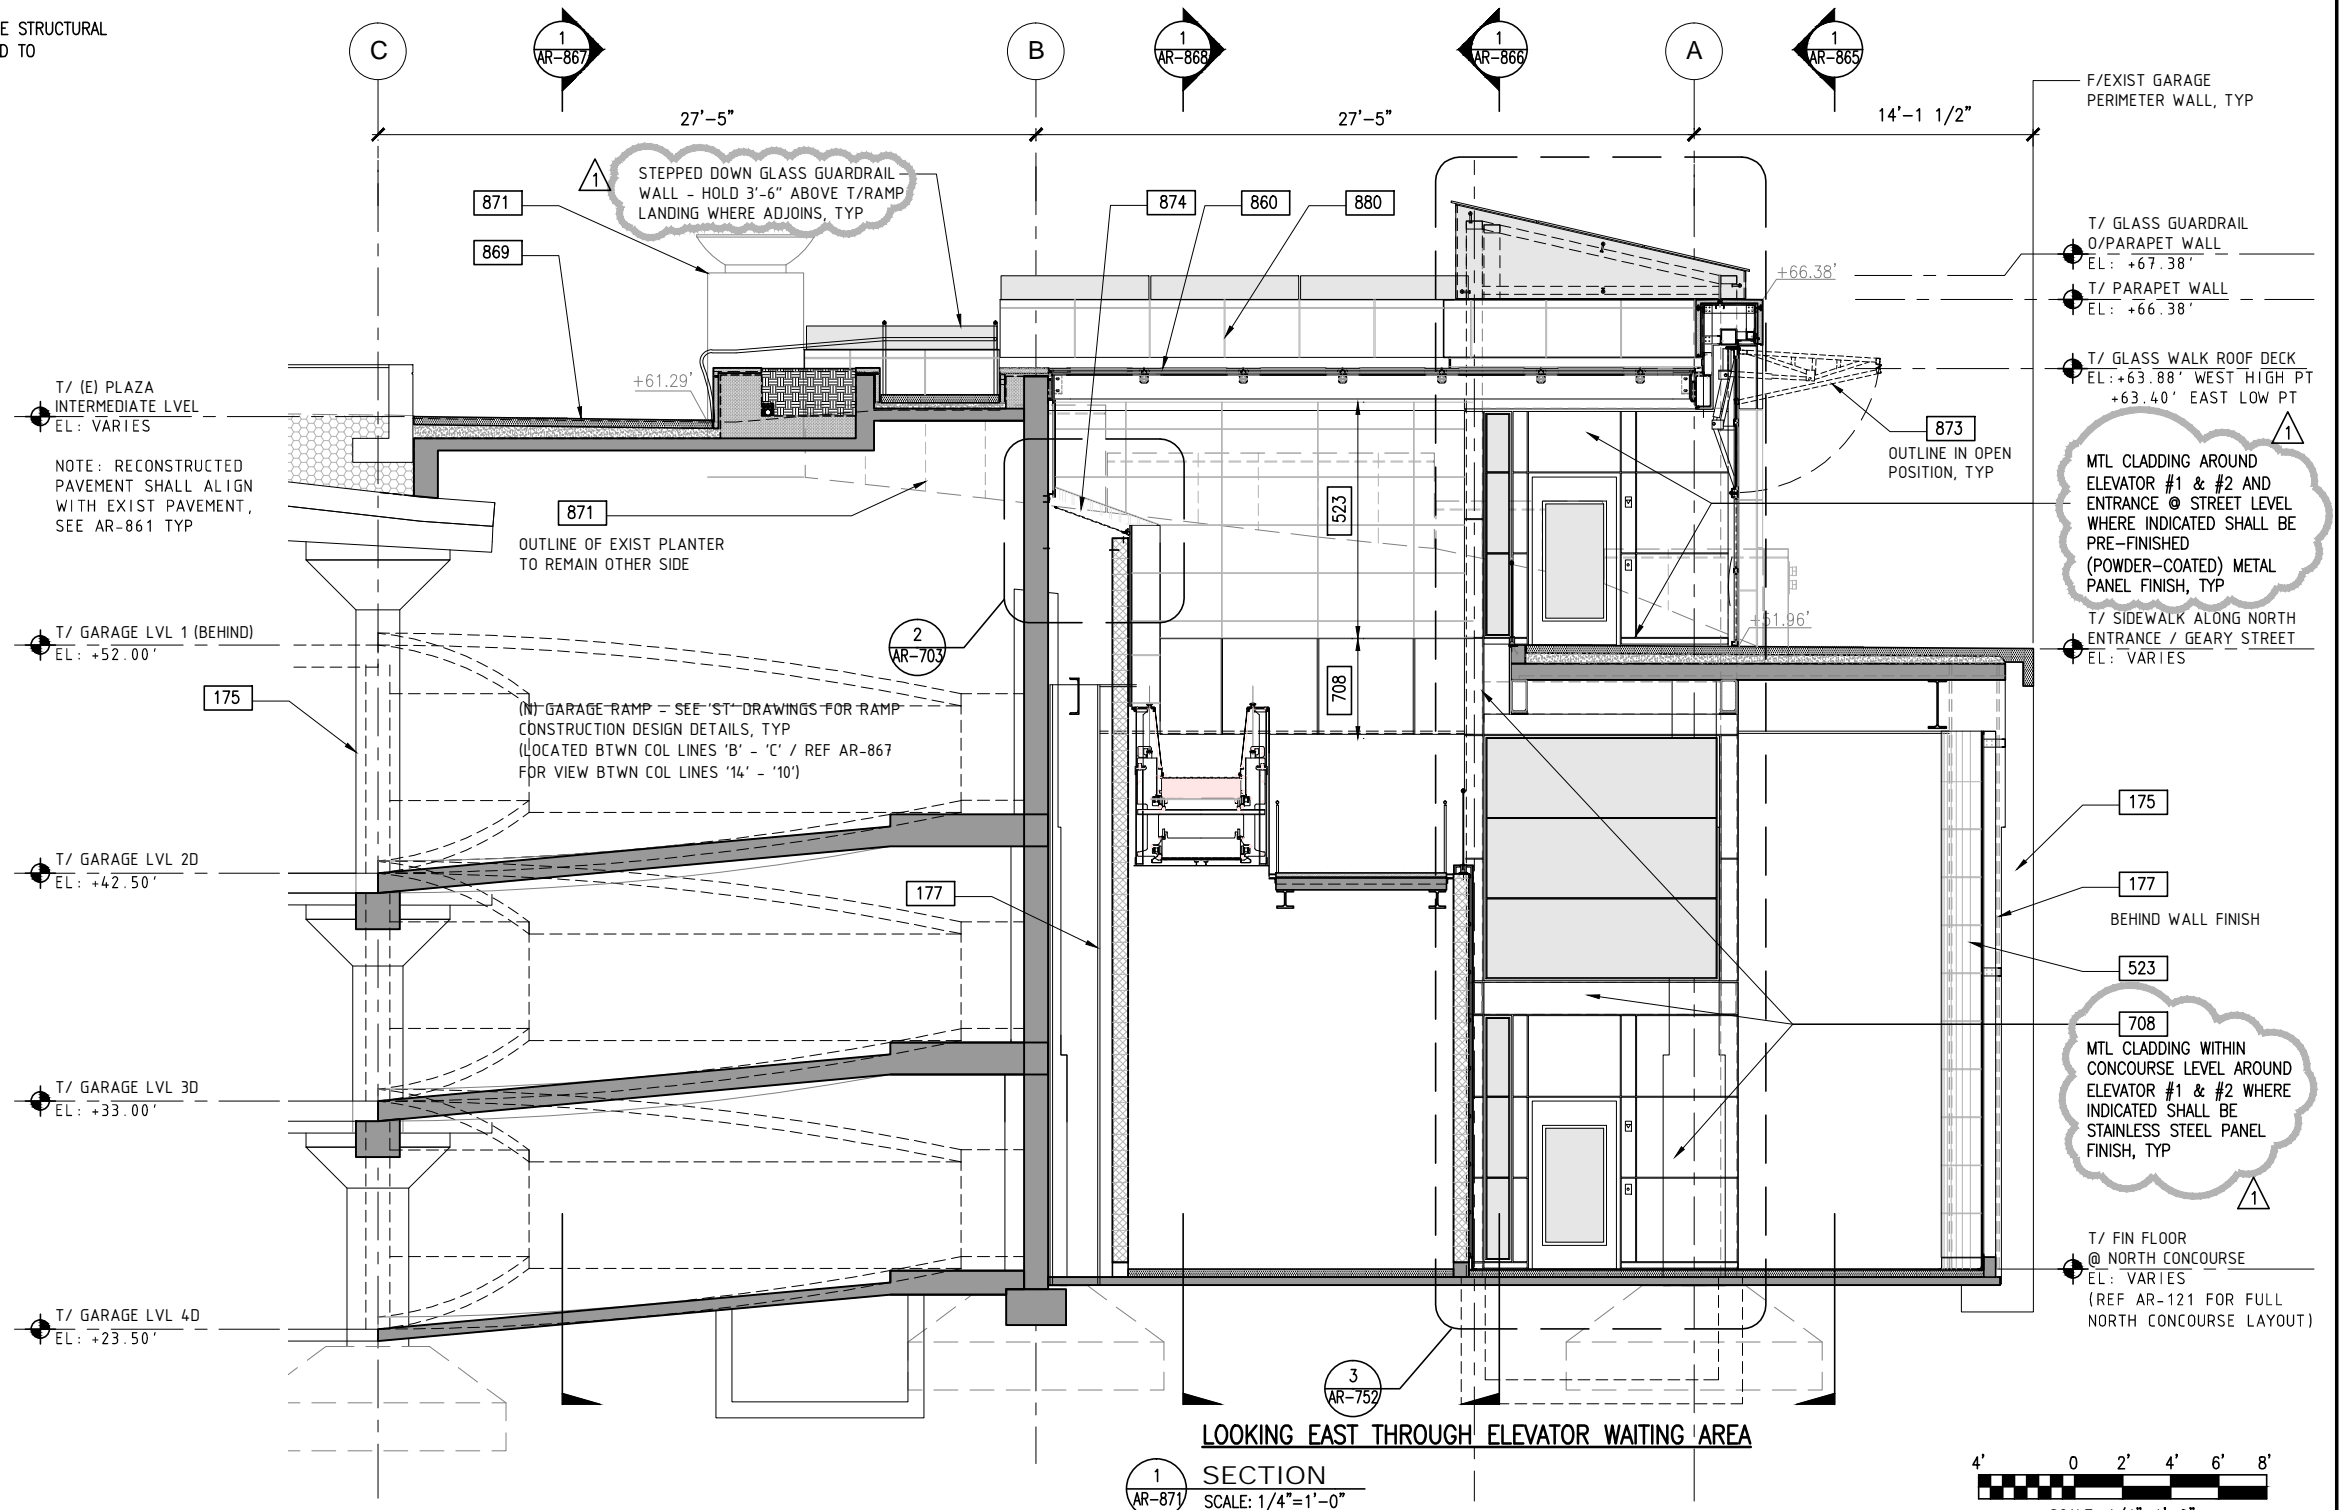 E STRUCTURAL
D TO
C
1
AR-867
B
1
AR-868
1
AR-866
A
1
AR-865
F/EXIST GARAGE
PERIMETER WALL, TYP
27'-5"
27'-5"
14'-1 1/2"
1
STEPPED DOWN GLASS GUARDRAIL
WALL - HOLD 3'-6" ABOVE T/RAMP
LANDING WHERE ADJOINS, TYP
871
869
874
860
880
+66.38'
T/ GLASS GUARDRAIL
O/PARAPET WALL
EL: +67.38'
T/ PARAPET WALL
EL: +66.38'
T/ GLASS WALK ROOF DECK
EL:+63.88' WEST HIGH PT
+63.40' EAST LOW PT
+61.29'
T/ (E) PLAZA
INTERMEDIATE LVEL
EL: VARIES
NOTE: RECONSTRUCTED
PAVEMENT SHALL ALIGN
WITH EXIST PAVEMENT,
SEE AR-861 TYP
871
OUTLINE OF EXIST PLANTER
TO REMAIN OTHER SIDE
523
873
OUTLINE IN OPEN
POSITION, TYP
1
MTL CLADDING AROUND
ELEVATOR #1 & #2 AND
ENTRANCE @ STREET LEVEL
WHERE INDICATED SHALL BE
PRE-FINISHED
(POWDER-COATED) METAL
PANEL FINISH, TYP
+51.96'
T/ SIDEWALK ALONG NORTH
ENTRANCE / GEARY STREET
EL: VARIES
T/ GARAGE LVL 1 (BEHIND)
EL: +52.00'
2
AR-703
175
708
(N) GARAGE RAMP - SEE 'ST' DRAWINGS FOR RAMP
CONSTRUCTION DESIGN DETAILS, TYP
(LOCATED BTWN COL LINES 'B' - 'C' / REF AR-867
FOR VIEW BTWN COL LINES '14' - '10')
175
T/ GARAGE LVL 2D
EL: +42.50'
177
177
BEHIND WALL FINISH
523
708
MTL CLADDING WITHIN
CONCOURSE LEVEL AROUND
ELEVATOR #1 & #2 WHERE
INDICATED SHALL BE
STAINLESS STEEL PANEL
FINISH, TYP
1
T/ GARAGE LVL 3D
EL: +33.00'
T/ FIN FLOOR
@ NORTH CONCOURSE
EL: VARIES
(REF AR-121 FOR FULL
NORTH CONCOURSE LAYOUT)
T/ GARAGE LVL 4D
EL: +23.50'
3
AR-752
LOOKING EAST THROUGH ELEVATOR WAITING AREA
1
AR-871
SECTION
SCALE: 1/4"=1'-0"
4' 0 2' 4' 6' 8'